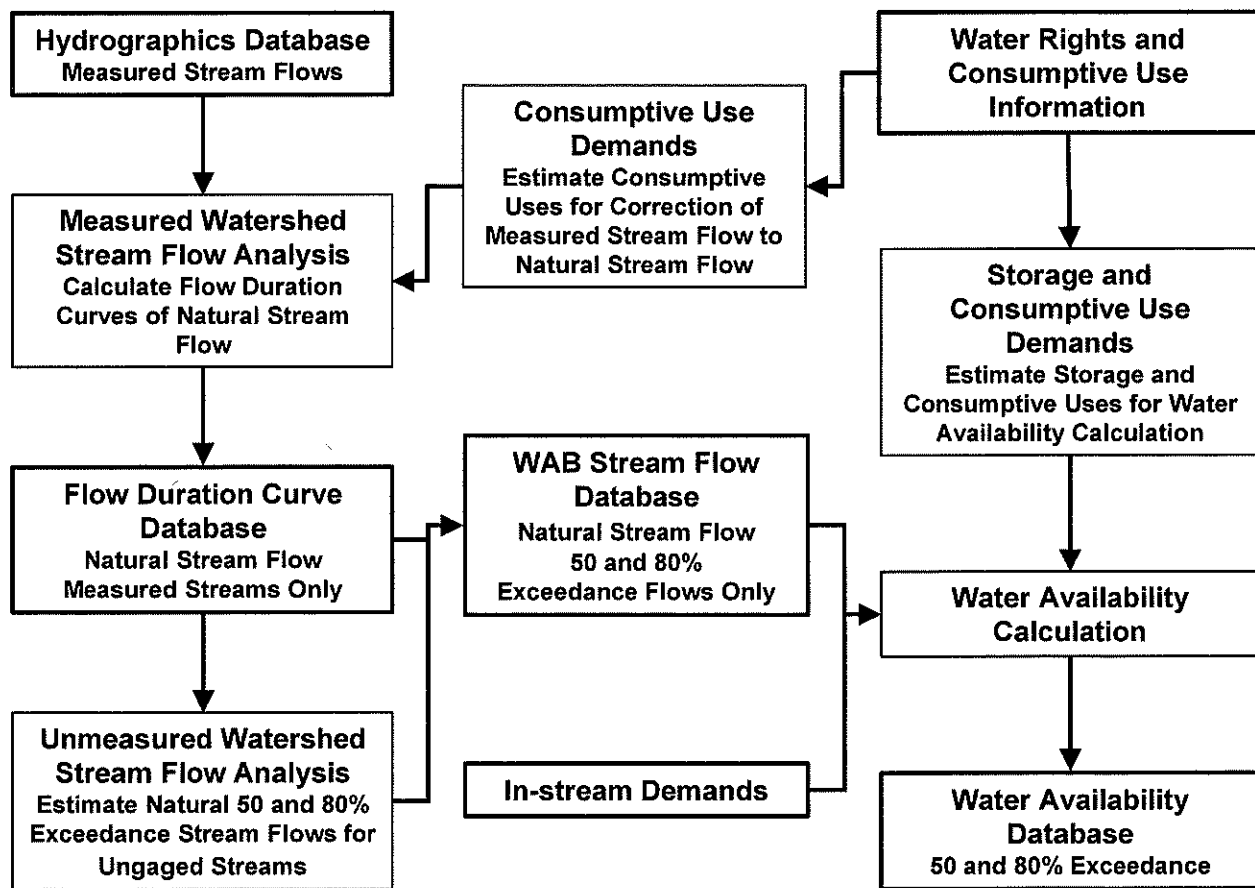 Hydrographics Database
Measured Stream Flows
Measured Watershed
Stream Flow Analysis
Calculate Flow Duration
Curves of Natural Stream
Flow
Flow Duration Curve
Database
Natural Stream Flow
Measured Streams Only
Unmeasured Watershed
Stream Flow Analysis
Estimate Natural 50 and 80%
Exceedance Stream Flows for
Ungaged Streams
Consumptive Use
Demands
Estimate Consumptive
Uses for Correction of
Measured Stream Flow to
Natural Stream Flow
WAB Stream Flow
Database
Natural Stream Flow
50 and 80%
Exceedance Flows Only
In-stream Demands
Water Rights and
Consumptive Use
Information
Storage and
Consumptive Use
Demands
Estimate Storage and
Consumptive Uses for Water
Availability Calculation
Water Availability
Calculation
Water Availability
Database
50 and 80% Exceedance